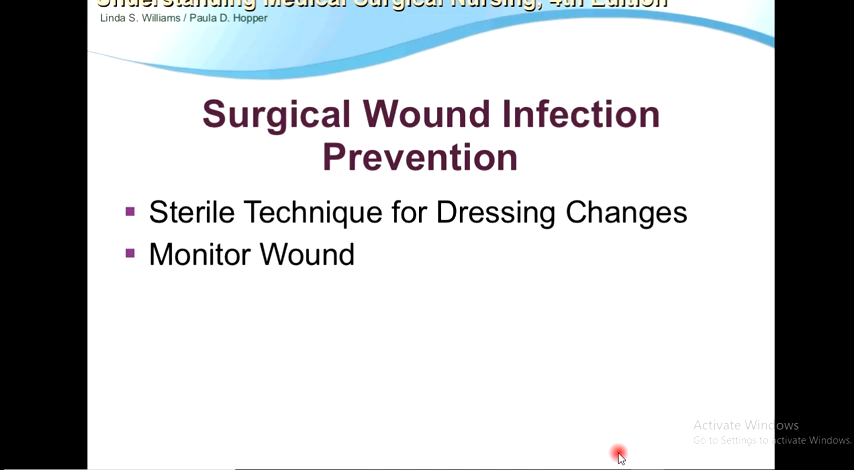 Understanding Medical Surgical Nursing, 4th Edition
Linda S. Williams / Paula D. Hopper
Surgical Wound Infection
Prevention
▪ Sterile Technique for Dressing Changes
▪ Monitor Wound
Activate Windows
Go to Settings to activate Windows.